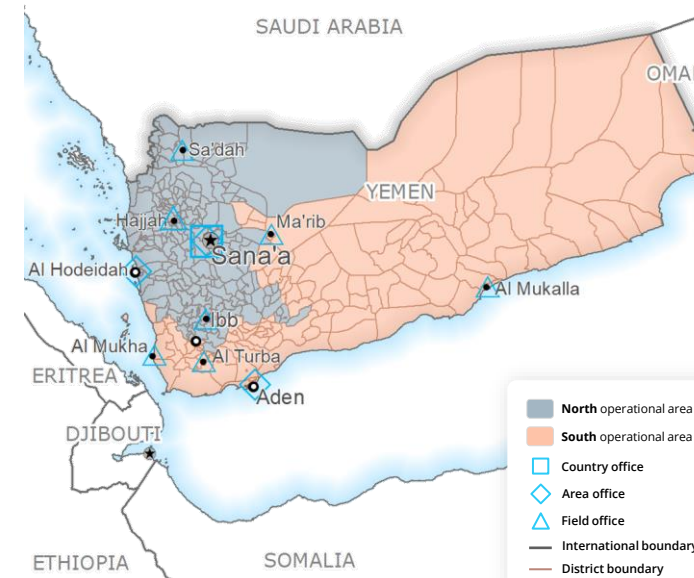 SAUDI ARABIA
OMA
Sa'dah
YEMEN
Hajjah
Ma'rib
Sana'a
Al Hodeidah
Al Mukalla
Ibb
Al Mukha
Al Turba
ERITREA
Aden
DJIBOUTI
ETHIOPIA
SOMALIA
North operational area
South operational area
Country office
Area office
Field office
International boundary
District boundary